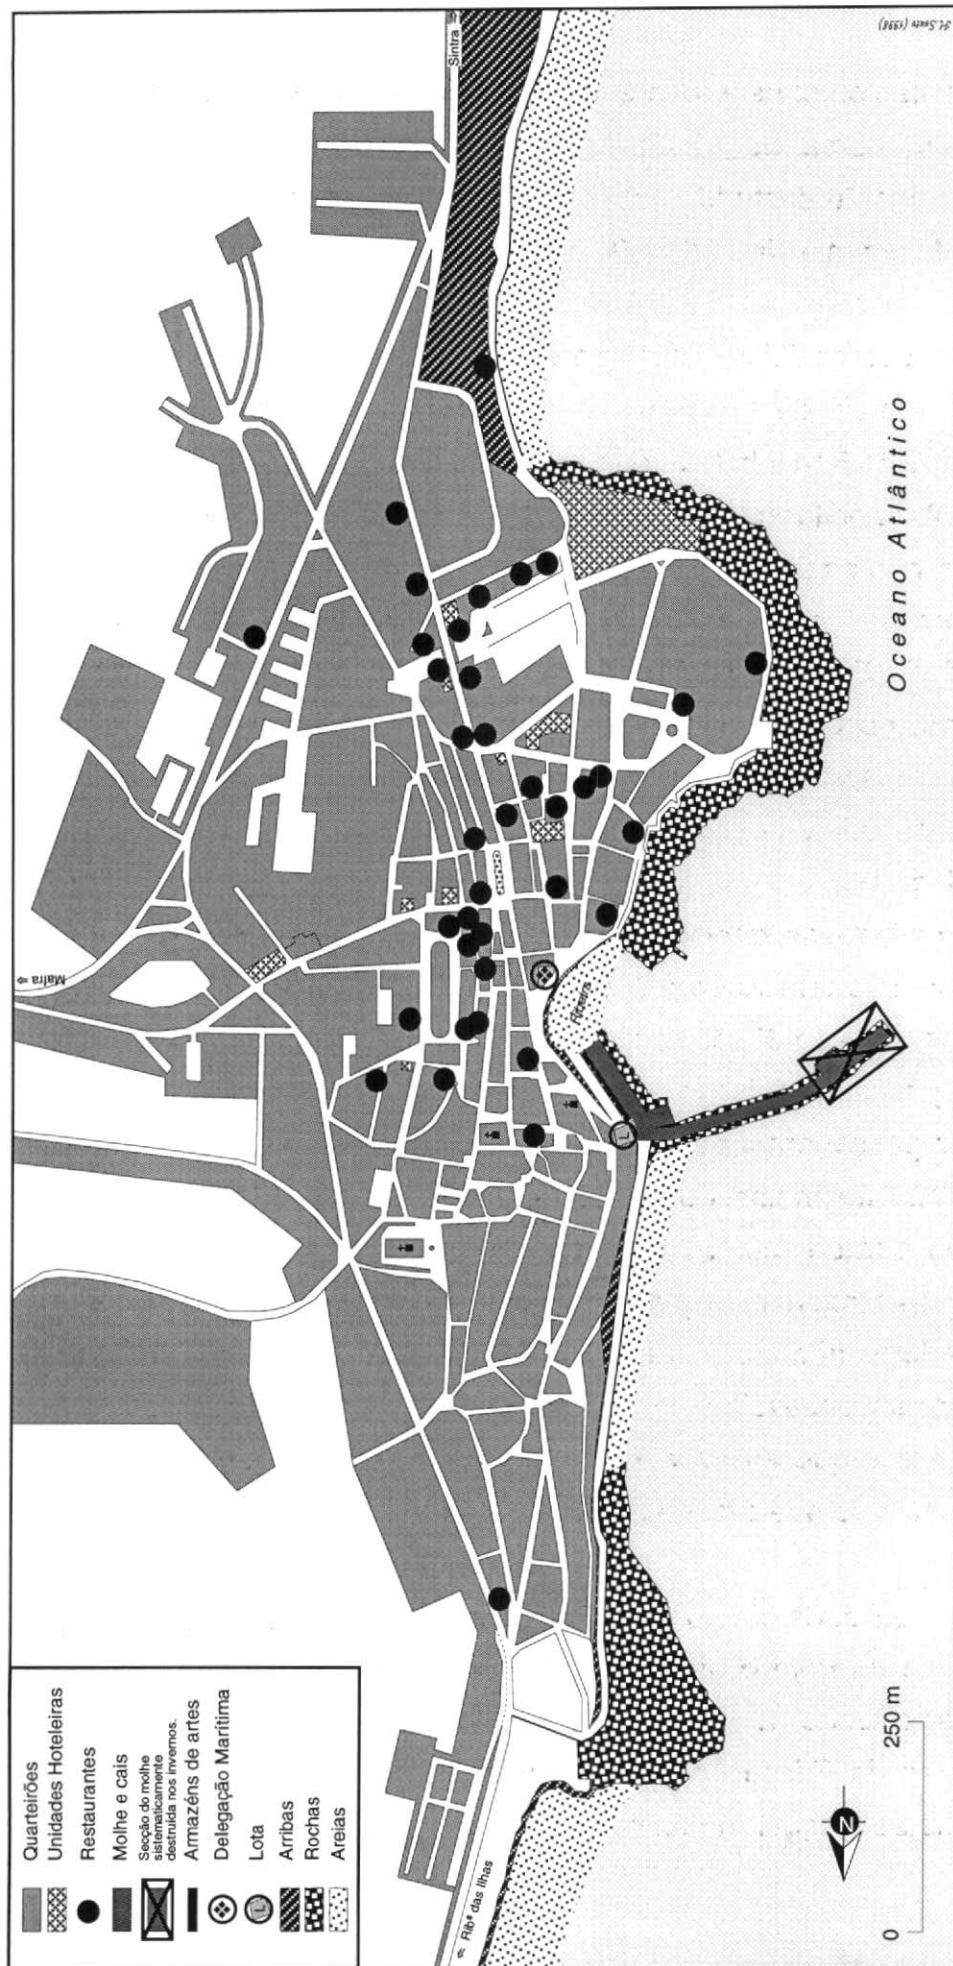 Quarteirões
Unidades Hoteleiras
Restaurantes
Molhe e cais
Secção do molhe
sistematicamente
destruída nos invernos.
Armazéns de artes
Delegação Marítima
Lota
Arribas
Rochas
Areias
⇐ Ribª das Ilhas
Mafra ⇒
Sintra ⇒
Oceano Atlântico
L
L
N
0
250 m
(1998)